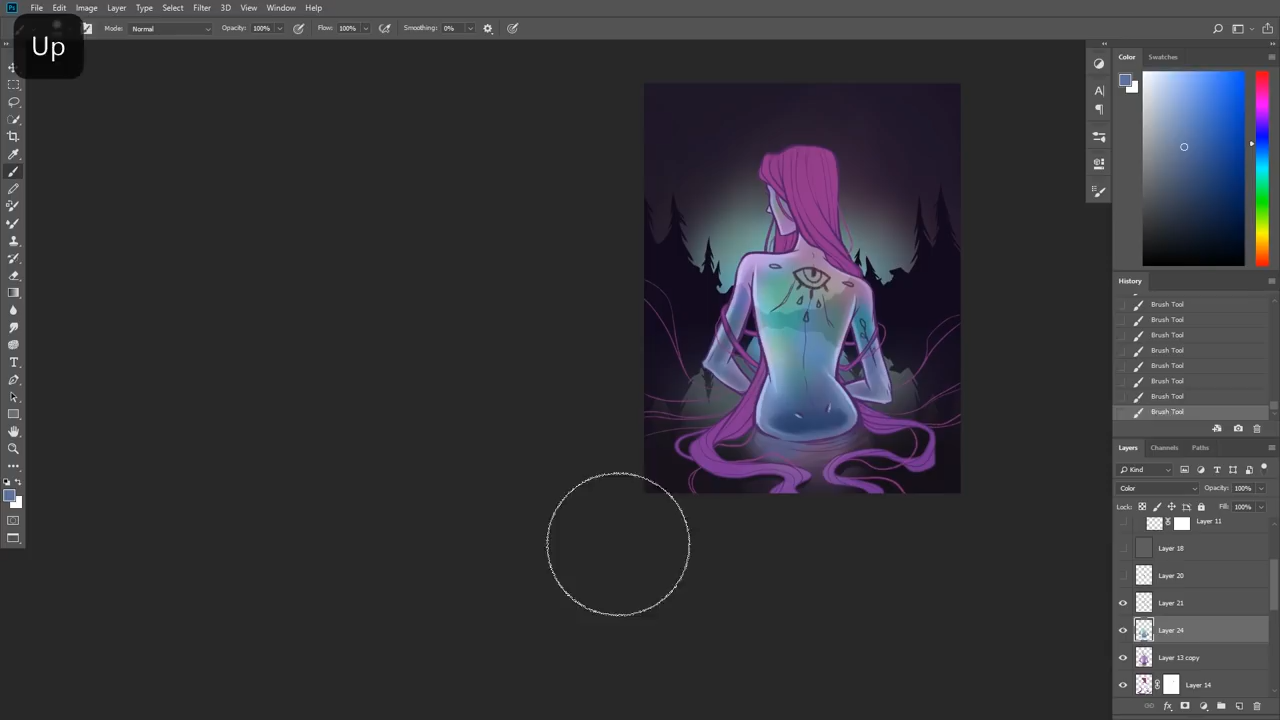 Up
Ps File Edit Image Layer Type Select Filter 3D View Window Help
Mode: Normal Opacity: 100% Flow: 100% Smoothing: 0%
Color Swatches
History
Brush Tool
Brush Tool
Brush Tool
Brush Tool
Brush Tool
Brush Tool
Brush Tool
Brush Tool
Layers Channels Paths
Kind
Color Opacity: 100%
Lock: Fill: 100%
Layer 11
Layer 18
Layer 20
Layer 21
Layer 24
Layer 13 copy
Layer 14